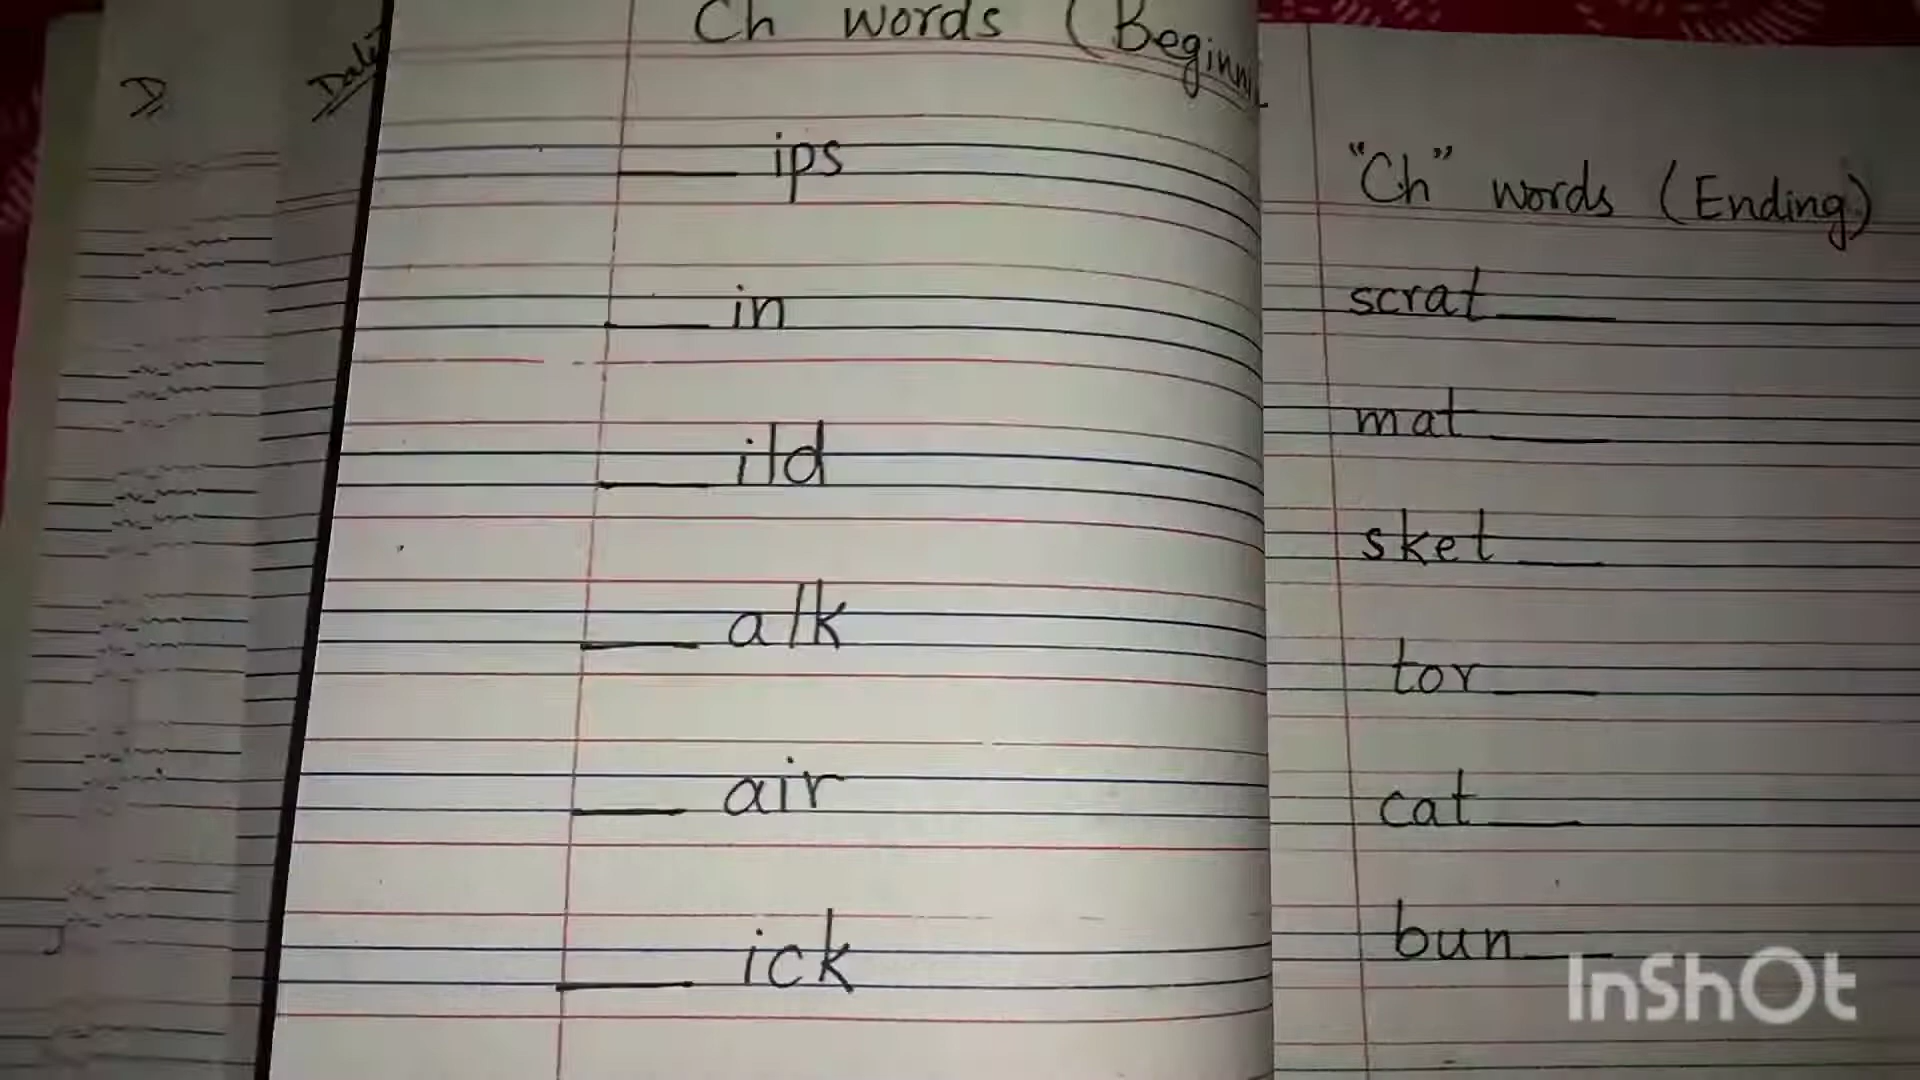 Date
Ch words (Beginni
___ ips
___ in
___ ild
___ alk
___ air
___ ick
"Ch" words (Ending)
scrat___
mat___
sket___
tor___
cat___
bun___
InShOt